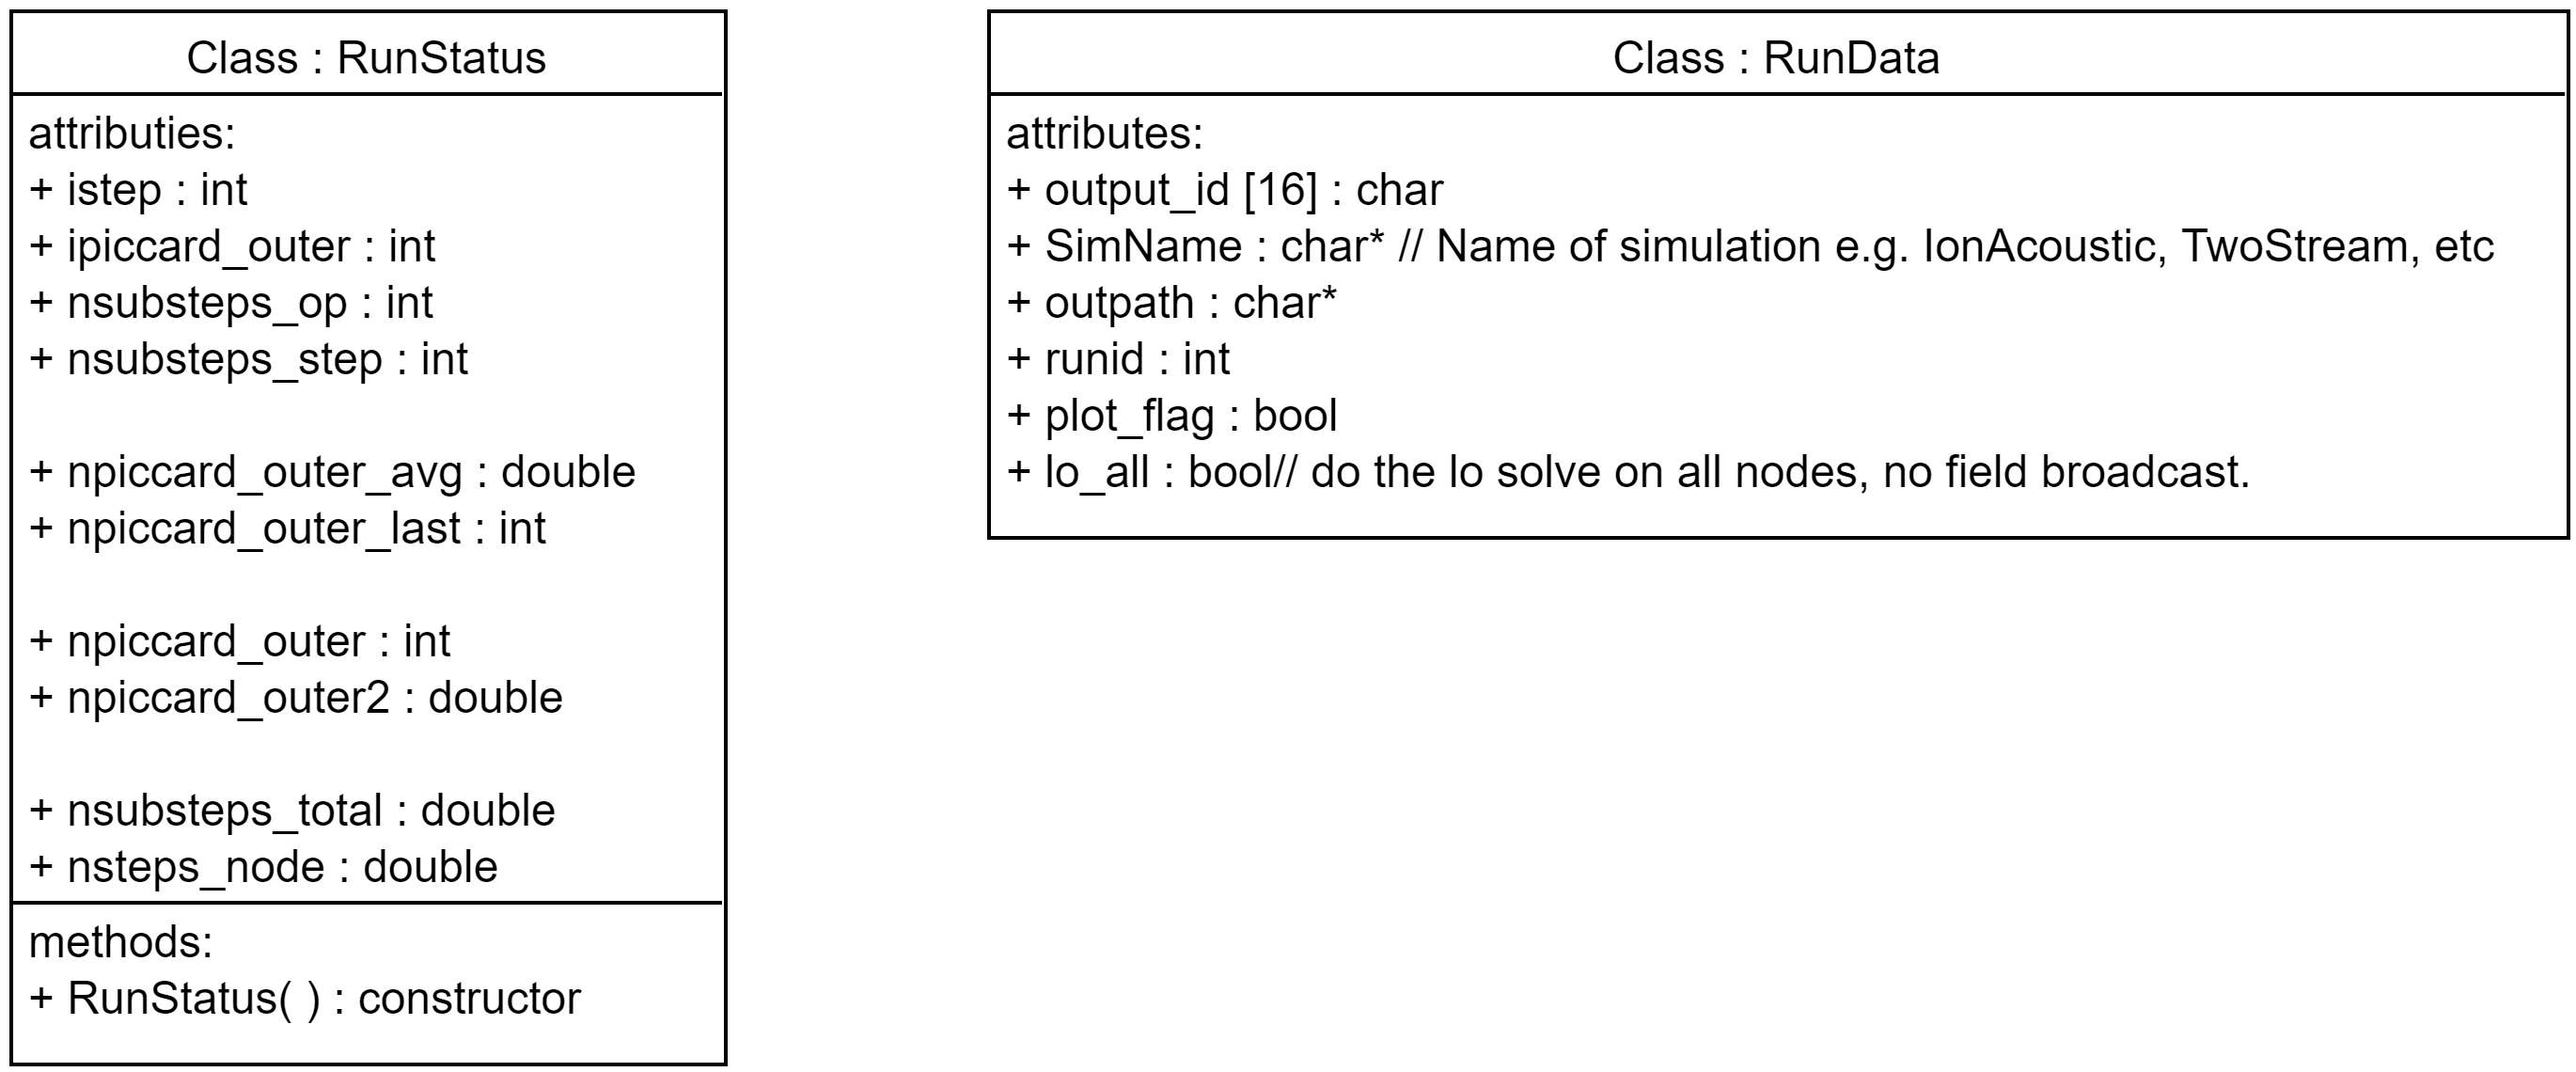 Class : RunStatus
attributies:
+ istep : int
+ ipiccard_outer : int
+ nsubsteps_op : int
+ nsubsteps_step : int
+ npiccard_outer_avg : double
+ npiccard_outer_last : int
+ npiccard_outer : int
+ npiccard_outer2 : double
+ nsubsteps_total : double
+ nsteps_node : double
methods:
+ RunStatus( ) : constructor
Class : RunData
attributes:
+ output_id [16] : char
+ SimName : char* // Name of simulation e.g. IonAcoustic, TwoStream, etc
+ outpath : char*
+ runid : int
+ plot_flag : bool
+ lo_all : bool// do the lo solve on all nodes, no field broadcast.